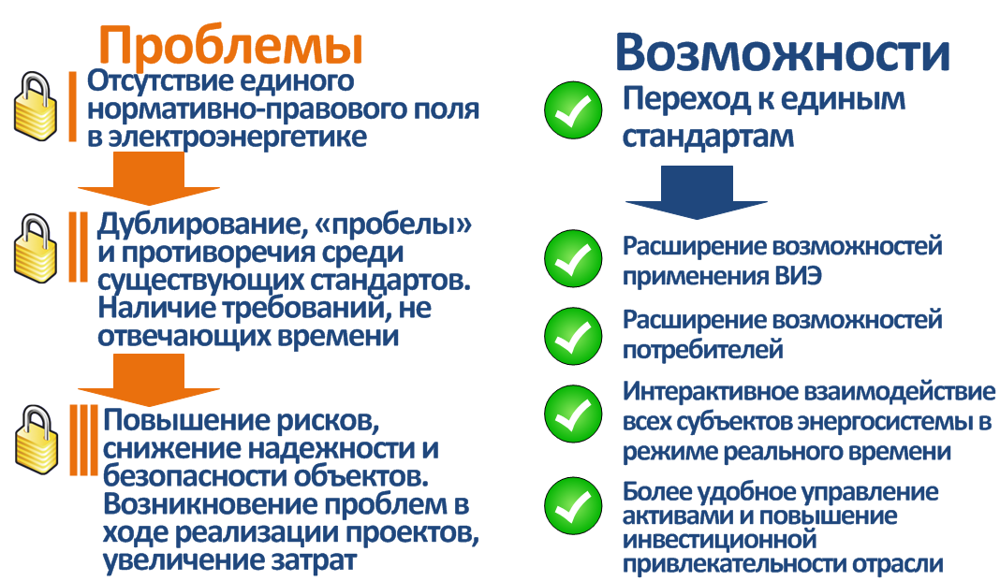 Проблемы
Отсутствие единого
нормативно-правового поля
в электроэнергетике
Дублирование, «пробелы»
и противоречия среди
существующих стандартов.
Наличие требований, не
отвечающих времени
Повышение рисков,
снижение надежности и
безопасности объектов.
Возникновение проблем в
ходе реализации проектов,
увеличение затрат
Возможности
Переход к единым
стандартам
Расширение возможностей
применения ВИЭ
Расширение возможностей
потребителей
Интерактивное взаимодействие
всех субъектов энергосистемы в
режиме реального времени
Более удобное управление
активами и повышение
инвестиционной
привлекательности отрасли